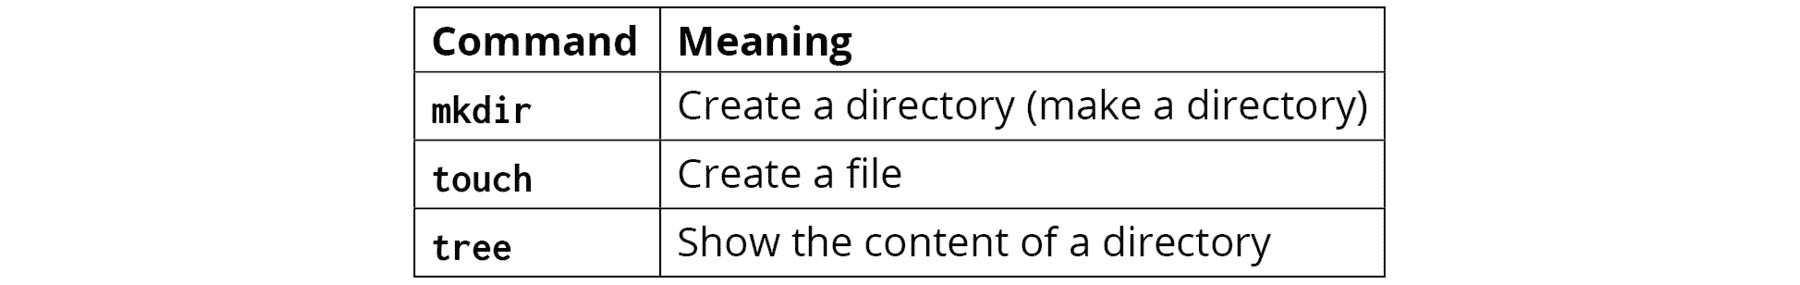 Command Meaning
mkdir Create a directory (make a directory)
touch Create a file
tree Show the content of a directory